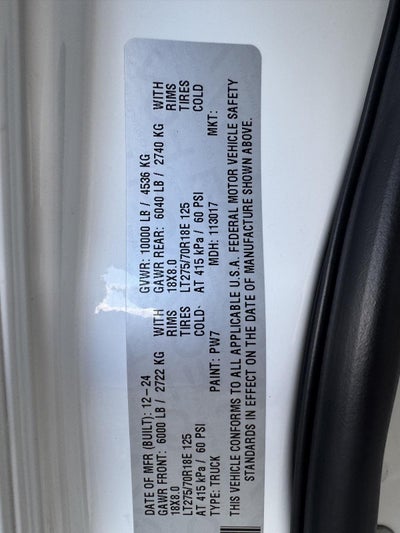 DATE OF MFR (BUILT): 12-24 GVWR: 10000 LB / 4536 KG
GAWR FRONT: 6000 LB / 2722 KG WITH GAWR REAR: 6040 LB / 2740 KG WITH
18X8.0 RIMS 18X8.0 RIMS
LT275/70R18E 125 TIRES LT275/70R18E 125 TIRES
AT 415 kPa / 60 PSI COLD AT 415 kPa / 60 PSI COLD
TYPE: TRUCK PAINT: PW7 MDH: 113017 MKT:
THIS VEHICLE CONFORMS TO ALL APPLICABLE U.S.A. FEDERAL MOTOR VEHICLE SAFETY
STANDARDS IN EFFECT ON THE DATE OF MANUFACTURE SHOWN ABOVE.